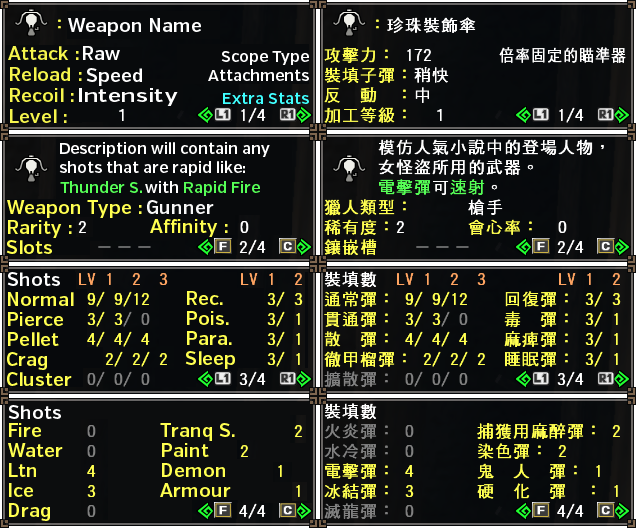 : Weapon Name
Attack : Raw
Scope Type
Reload : Speed
Attachments
Recoil : Intensity
Extra Stats
Level : 1
L1 1/4 R1
: 珍珠裝飾傘
攻擊力： 172
倍率固定的瞄準器
裝填子彈：稍快
反 動 ：中
加工等級： 1
L1 1/4 R1
Description will contain any
shots that are rapid like:
Thunder S. with Rapid Fire
Weapon Type : Gunner
Rarity : 2 Affinity : 0
Slots ― ― ―
F 2/4 C
模仿人氣小說中的登場人物，
女怪盜所用的武器。
電擊彈可速射。
獵人類型： 槍手
稀有度：2 會心率： 0
鑲嵌槽 ― ― ―
F 2/4 C
Shots LV 1 2 3 LV 1 2
Normal 9/ 9/12 Rec. 3/ 3
Pierce 3/ 3/ 0 Pois. 3/ 1
Pellet 4/ 4/ 4 Para. 3/ 1
Crag 2/ 2/ 2 Sleep 3/ 1
Cluster 0/ 0/ 0
L1 3/4 R1
裝填數 LV 1 2 3 LV 1 2
通常彈： 9/ 9/12 回復彈： 3/ 3
貫通彈： 3/ 3/ 0 毒 彈： 3/ 1
散 彈： 4/ 4/ 4 麻痺彈： 3/ 1
徹甲榴彈： 2/ 2/ 2 睡眠彈： 3/ 1
擴散彈： 0/ 0/ 0
L1 3/4 R1
Shots
Fire 0 Tranq S. 2
Water 0 Paint 2
Ltn 4 Demon 1
Ice 3 Armour 1
Drag 0
F 4/4 C
裝填數
火炎彈： 0 捕獲用麻醉彈： 2
水冷彈： 0 染色彈： 2
電擊彈： 4 鬼 人 彈： 1
冰結彈： 3 硬 化 彈 ： 1
滅龍彈： 0
F 4/4 C